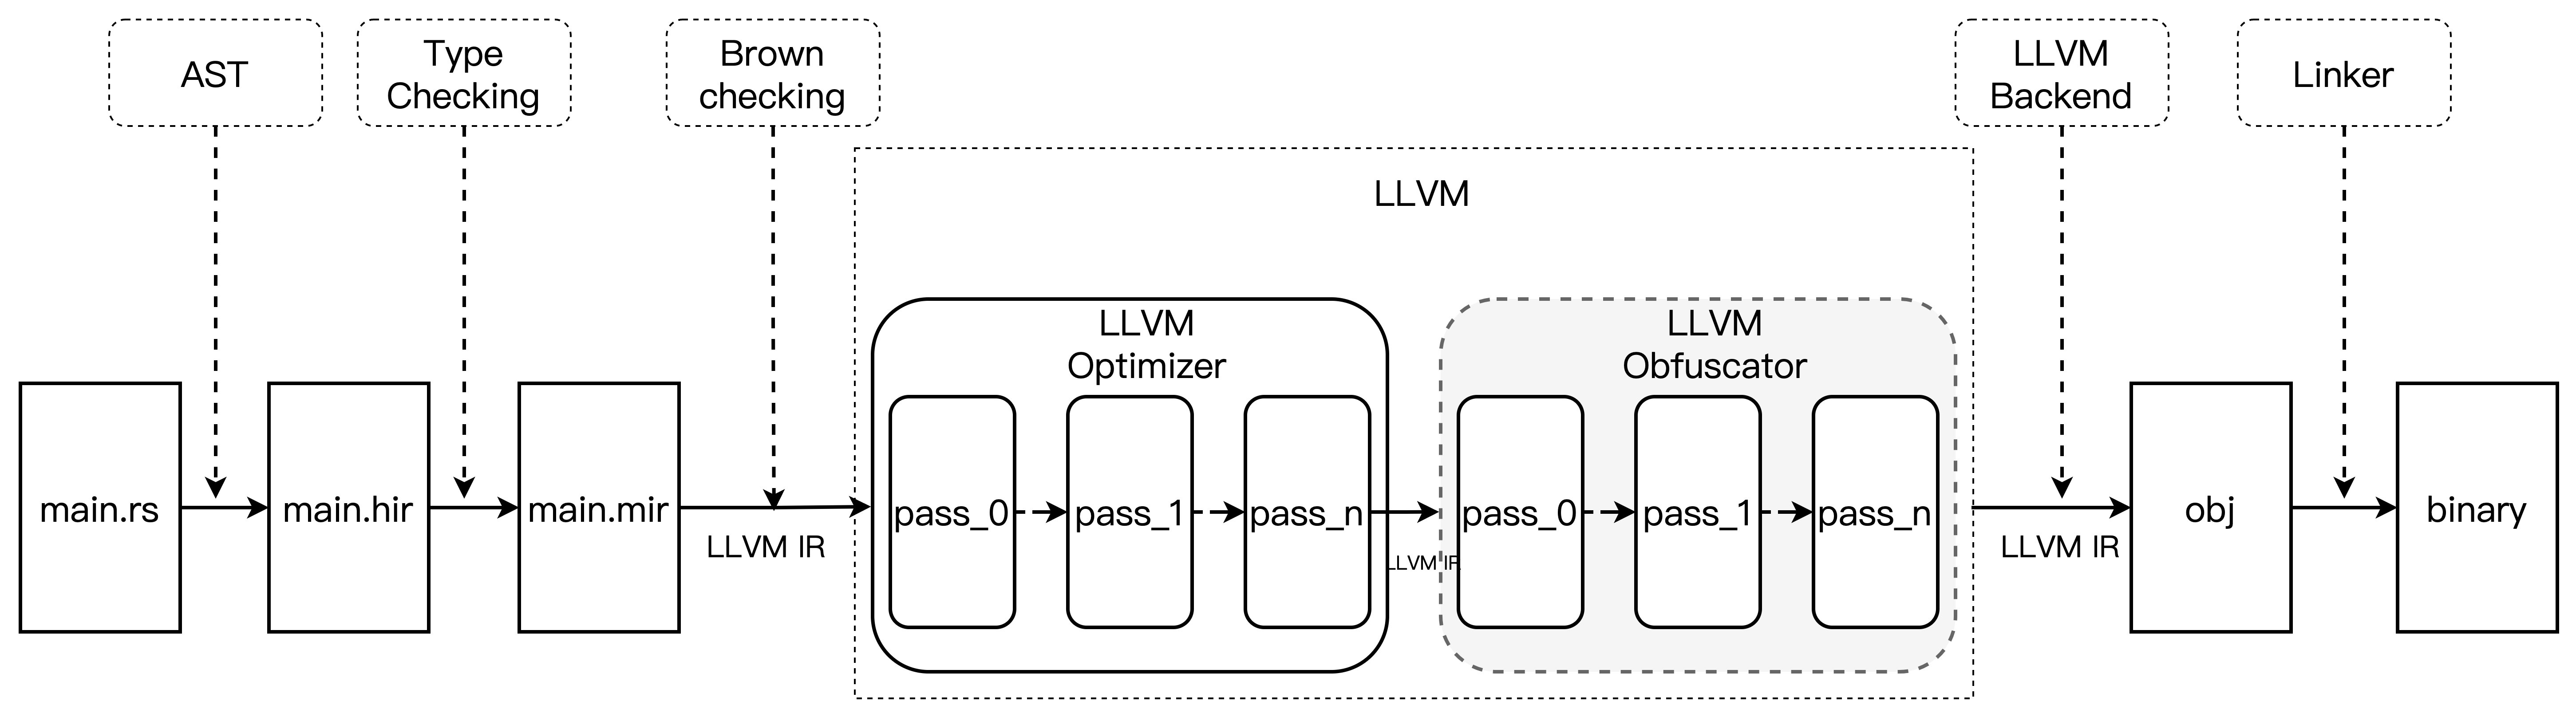 AST
Type
Checking
Brown
checking
LLVM
Backend
Linker
LLVM
LLVM
Optimizer
LLVM
Obfuscator
main.rs
main.hir
main.mir
LLVM IR
pass_0
pass_1
pass_n
LLVM IR
pass_0
pass_1
pass_n
LLVM IR
obj
binary